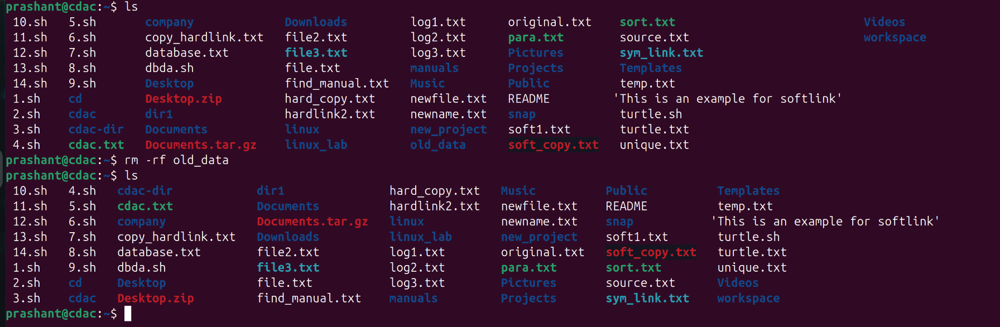 prashant@cdac:~$ ls
10.sh 5.sh company Downloads log1.txt original.txt sort.txt Videos
11.sh 6.sh copy_hardlink.txt file2.txt log2.txt para.txt source.txt workspace
12.sh 7.sh database.txt file3.txt log3.txt Pictures sym_link.txt
13.sh 8.sh dbda.sh file.txt manuals Projects Templates
14.sh 9.sh Desktop find_manual.txt Music Public temp.txt
1.sh cd Desktop.zip hard_copy.txt newfile.txt README 'This is an example for softlink'
2.sh cdac dir1 hardlink2.txt newname.txt snap turtle.sh
3.sh cdac-dir Documents linux new_project soft1.txt turtle.txt
4.sh cdac.txt Documents.tar.gz linux_lab old_data soft_copy.txt unique.txt
prashant@cdac:~$ rm -rf old_data
prashant@cdac:~$ ls
10.sh 4.sh cdac-dir dir1 hard_copy.txt Music Public Templates
11.sh 5.sh cdac.txt Documents hardlink2.txt newfile.txt README temp.txt
12.sh 6.sh company Documents.tar.gz linux newname.txt snap 'This is an example for softlink'
13.sh 7.sh copy_hardlink.txt Downloads linux_lab new_project soft1.txt turtle.sh
14.sh 8.sh database.txt file2.txt log1.txt original.txt soft_copy.txt turtle.txt
1.sh 9.sh dbda.sh file3.txt log2.txt para.txt sort.txt unique.txt
2.sh cd Desktop file.txt log3.txt Pictures source.txt Videos
3.sh cdac Desktop.zip find_manual.txt manuals Projects sym_link.txt workspace
prashant@cdac:~$